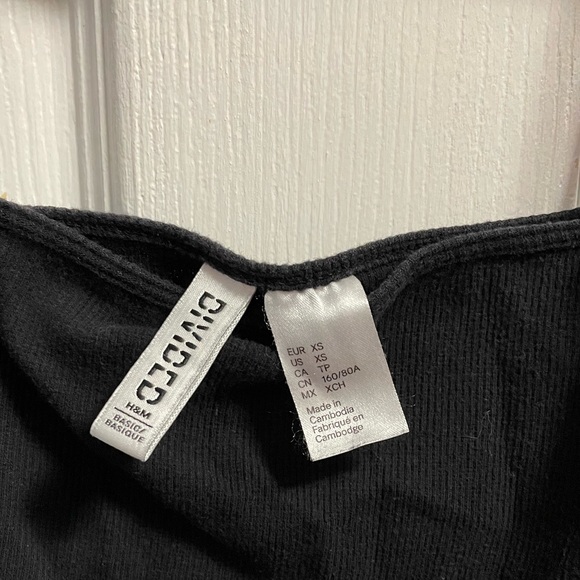 DIVIDED
H&M
BASICS/
BASIQUE
EUR XS
US XS
CA TP
CN 160/80A
MX XCH
Made in
Cambodia
Fabriqué en
Cambodge